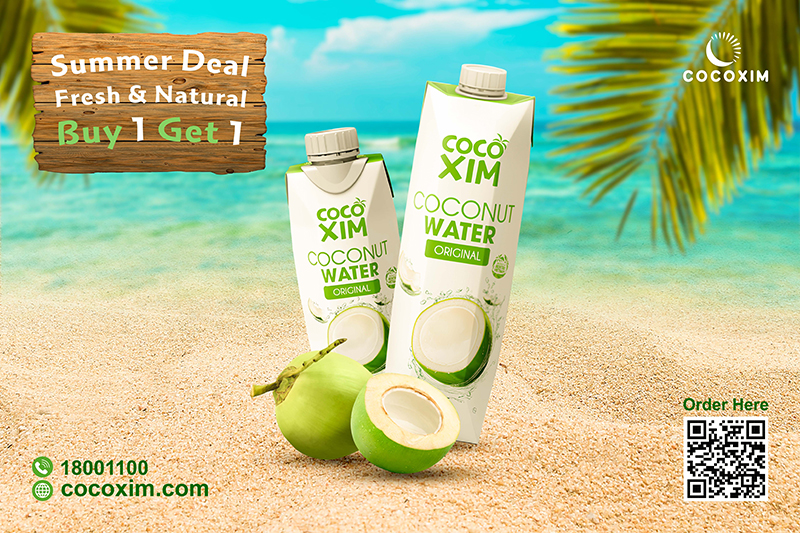 Summer Deal
Fresh & Natural
Buy 1 Get 1
COCOXIM
COCO
XIM
COCONUT
WATER
ORIGINAL
COCO
XIM
COCONUT
WATER
ORIGINAL
Order Here
18001100
cocoxim.com